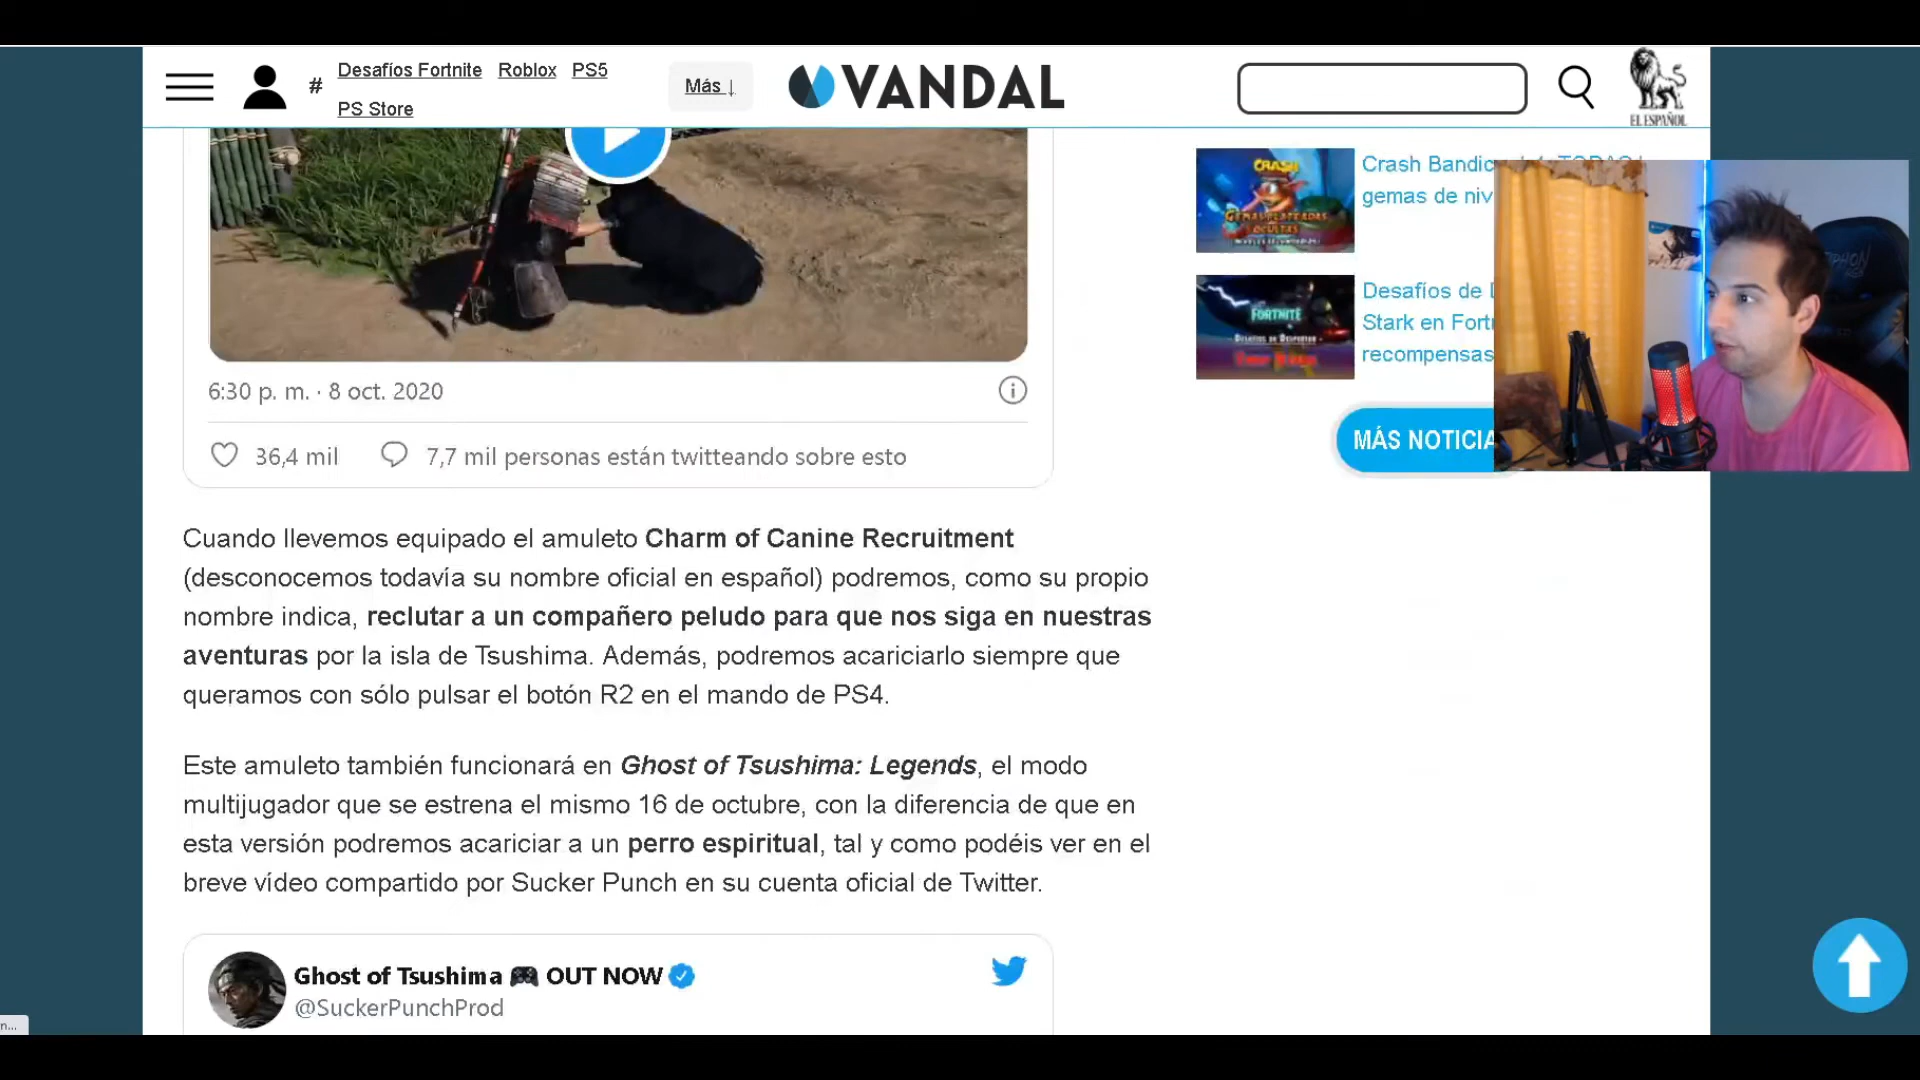 Desafíos Fortnite Roblox PS5
#
PS Store
Más ↓
VANDAL
EL ESPAÑOL
Crash Bandic
gemas de niv
CRASH
GEMAS PLATEADAS
OCULTAS
Desafíos de
Stark en Fort
recompensas
FORTNITE
MÁS NOTICIA
6:30 p. m. · 8 oct. 2020
36,4 mil 7,7 mil personas están twitteando sobre esto
Cuando llevemos equipado el amuleto Charm of Canine Recruitment
(desconocemos todavía su nombre oficial en español) podremos, como su propio
nombre indica, reclutar a un compañero peludo para que nos siga en nuestras
aventuras por la isla de Tsushima. Además, podremos acariciarlo siempre que
queramos con sólo pulsar el botón R2 en el mando de PS4.
Este amuleto también funcionará en Ghost of Tsushima: Legends, el modo
multijugador que se estrena el mismo 16 de octubre, con la diferencia de que en
esta versión podremos acariciar a un perro espiritual, tal y como podéis ver en el
breve vídeo compartido por Sucker Punch en su cuenta oficial de Twitter.
Ghost of Tsushima 🎮 OUT NOW
@SuckerPunchProd
n...